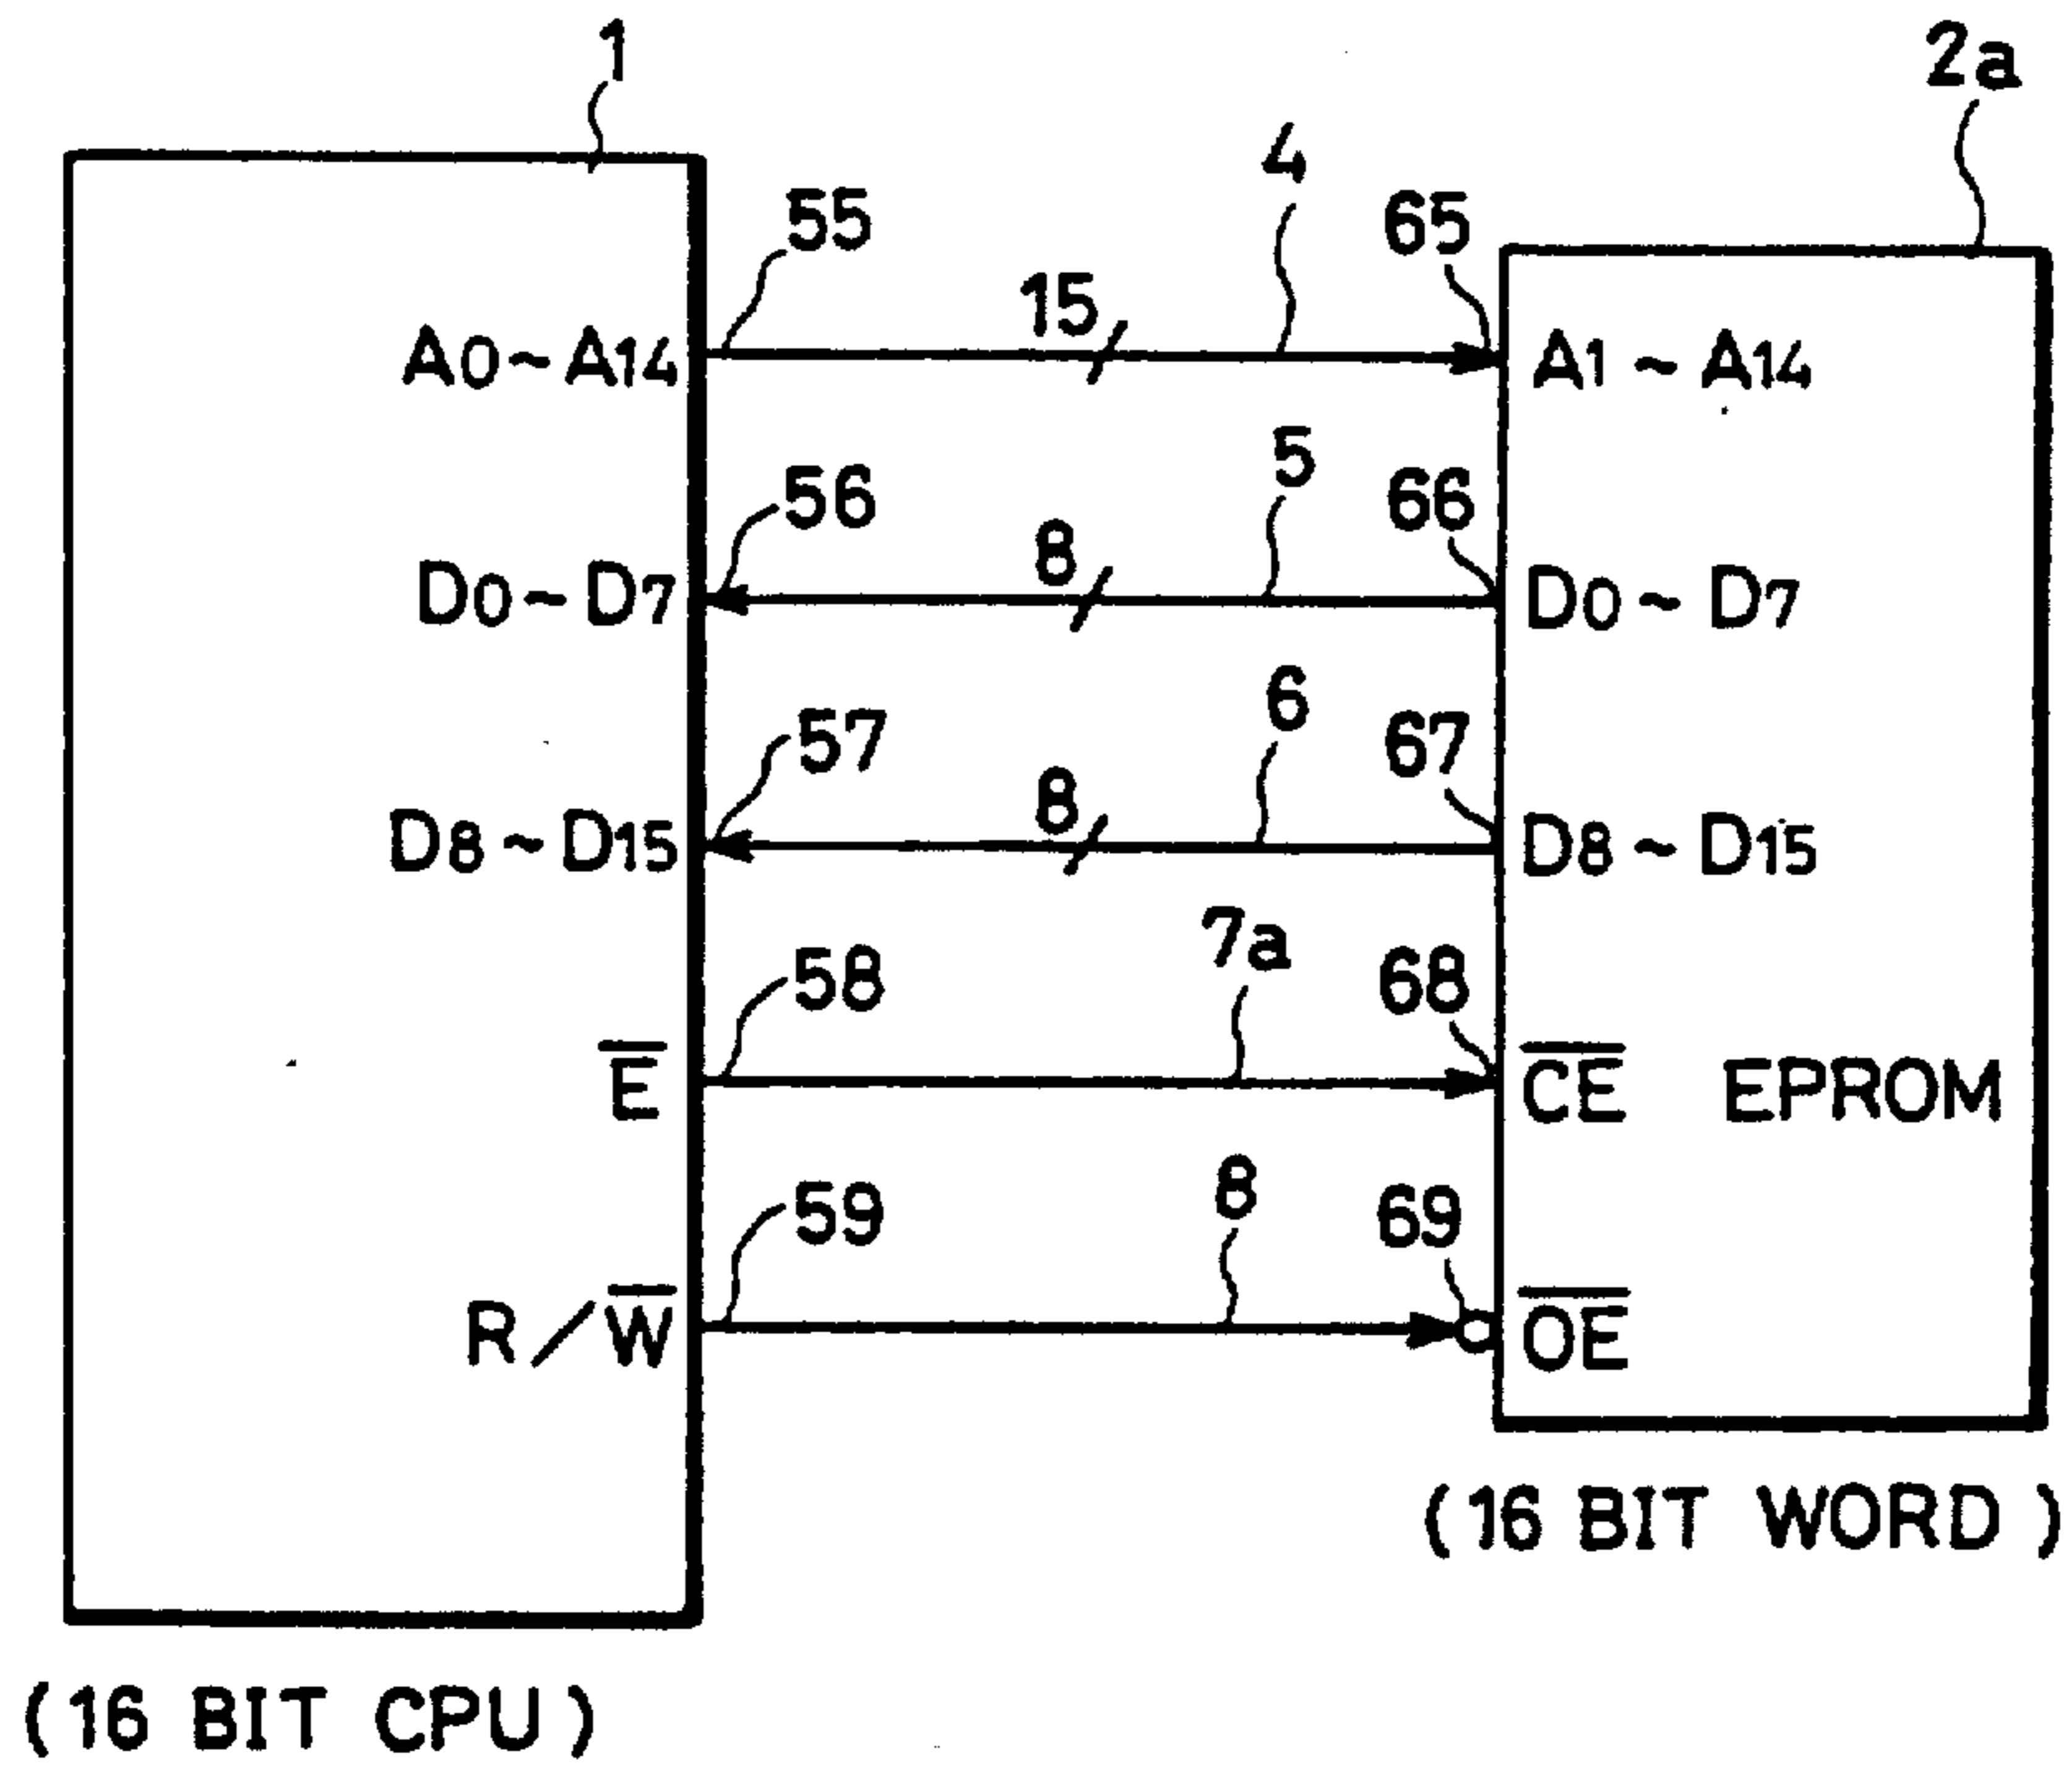 1
2a
4
55
65
15
A0~A14
A1~A14
5
56
66
8
D0~D7
D0~D7
6
57
67
8
D8~D15
D8~D15
7a
58
68
E̅
C̅E̅ EPROM
8
59
69
R/W̅
O̅E̅
(16 BIT WORD)
(16 BIT CPU)